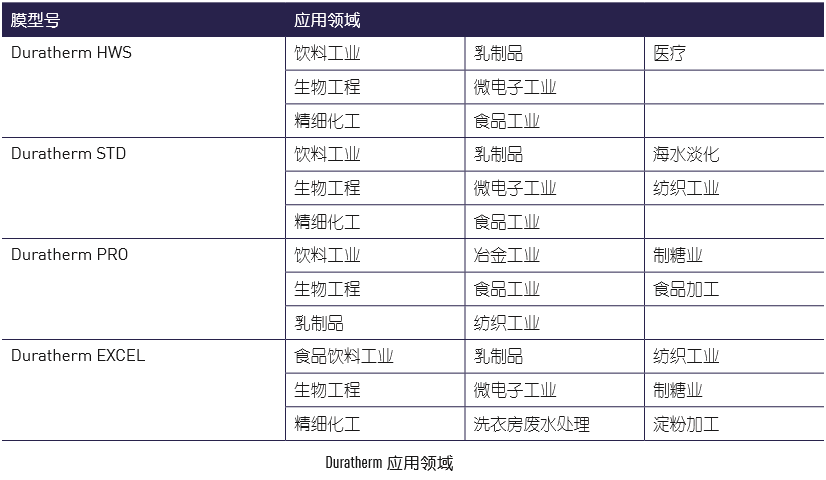 膜型号 应用领域
Duratherm HWS 饮料工业 乳制品 医疗
生物工程 微电子工业
精细化工 食品工业
Duratherm STD 饮料工业 乳制品 海水淡化
生物工程 微电子工业 纺织工业
精细化工 食品工业
Duratherm PRO 饮料工业 冶金工业 制糖业
生物工程 食品工业 食品加工
乳制品 纺织工业
Duratherm EXCEL 食品饮料工业 乳制品 纺织工业
生物工程 微电子工业 制糖业
精细化工 洗衣房废水处理 淀粉加工
Duratherm 应用领域